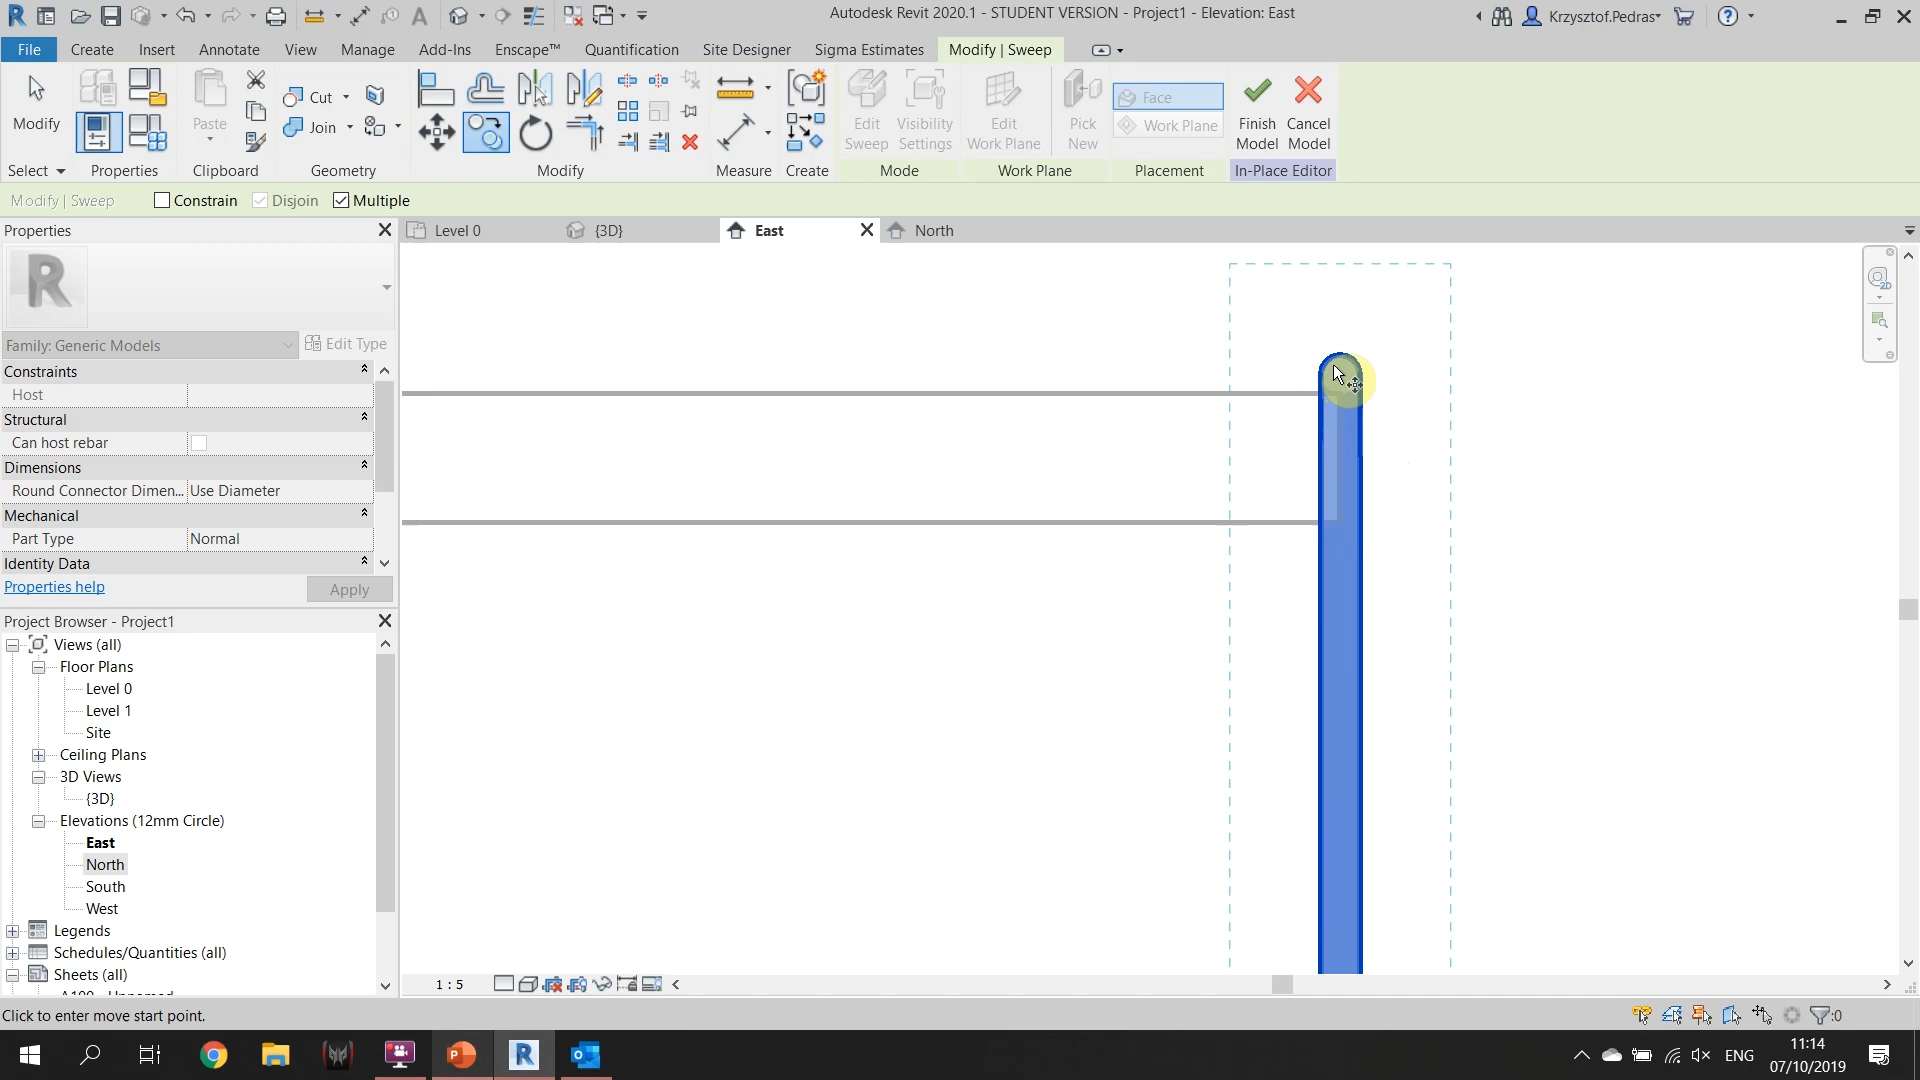 Autodesk Revit 2020.1 - STUDENT VERSION - Project1 - Elevation: East
Krzysztof.Pedras
File Create Insert Annotate View Manage Add-Ins Enscape™ Quantification Site Designer Sigma Estimates Modify | Sweep
Modify
Paste
Cut
Join
Edit Sweep
Visibility Settings
Edit Work Plane
Pick New
Face
Work Plane
Finish Model
Cancel Model
Select Properties Clipboard Geometry Modify Measure Create Mode Work Plane Placement In-Place Editor
Modify | Sweep Constrain Disjoin Multiple
Properties
Level 0 {3D} East North
R
2D
Family: Generic Models Edit Type
Constraints
Host
Structural
Can host rebar
Dimensions
Round Connector Dimen... Use Diameter
Mechanical
Part Type Normal
Identity Data
Properties help Apply
Project Browser - Project1
Views (all)
Floor Plans
Level 0
Level 1
Site
Ceiling Plans
3D Views
{3D}
Elevations (12mm Circle)
East
North
South
West
Legends
Schedules/Quantities (all)
Sheets (all)
1 : 5
Click to enter move start point.
:0
ENG
11:14
07/10/2019